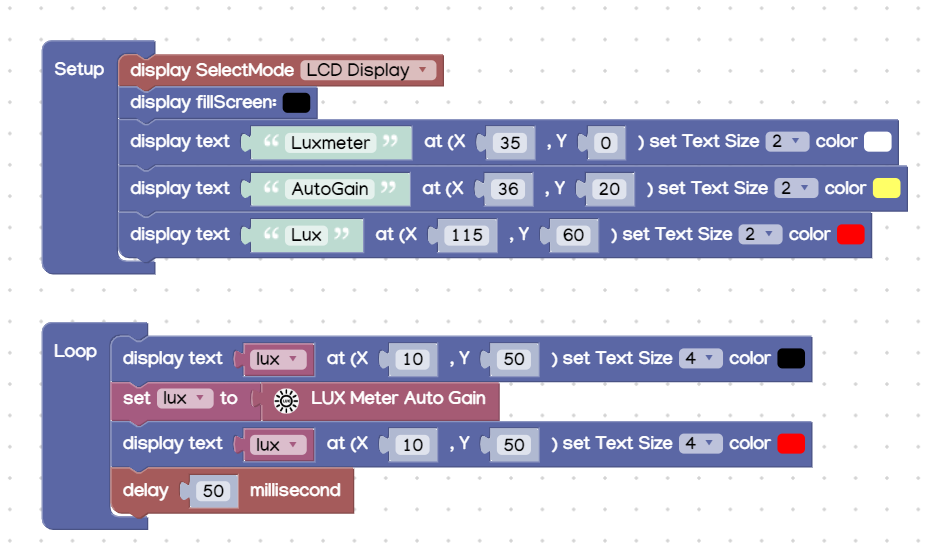 Setup display SelectMode LCD Display
display fillScreen:
display text “ Luxmeter ” at (X 35 , Y 0 ) set Text Size 2 color
display text “ AutoGain ” at (X 36 , Y 20 ) set Text Size 2 color
display text “ Lux ” at (X 115 , Y 60 ) set Text Size 2 color
Loop display text lux at (X 10 , Y 50 ) set Text Size 4 color
set lux to LUX LUX Meter Auto Gain
display text lux at (X 10 , Y 50 ) set Text Size 4 color
delay 50 millisecond